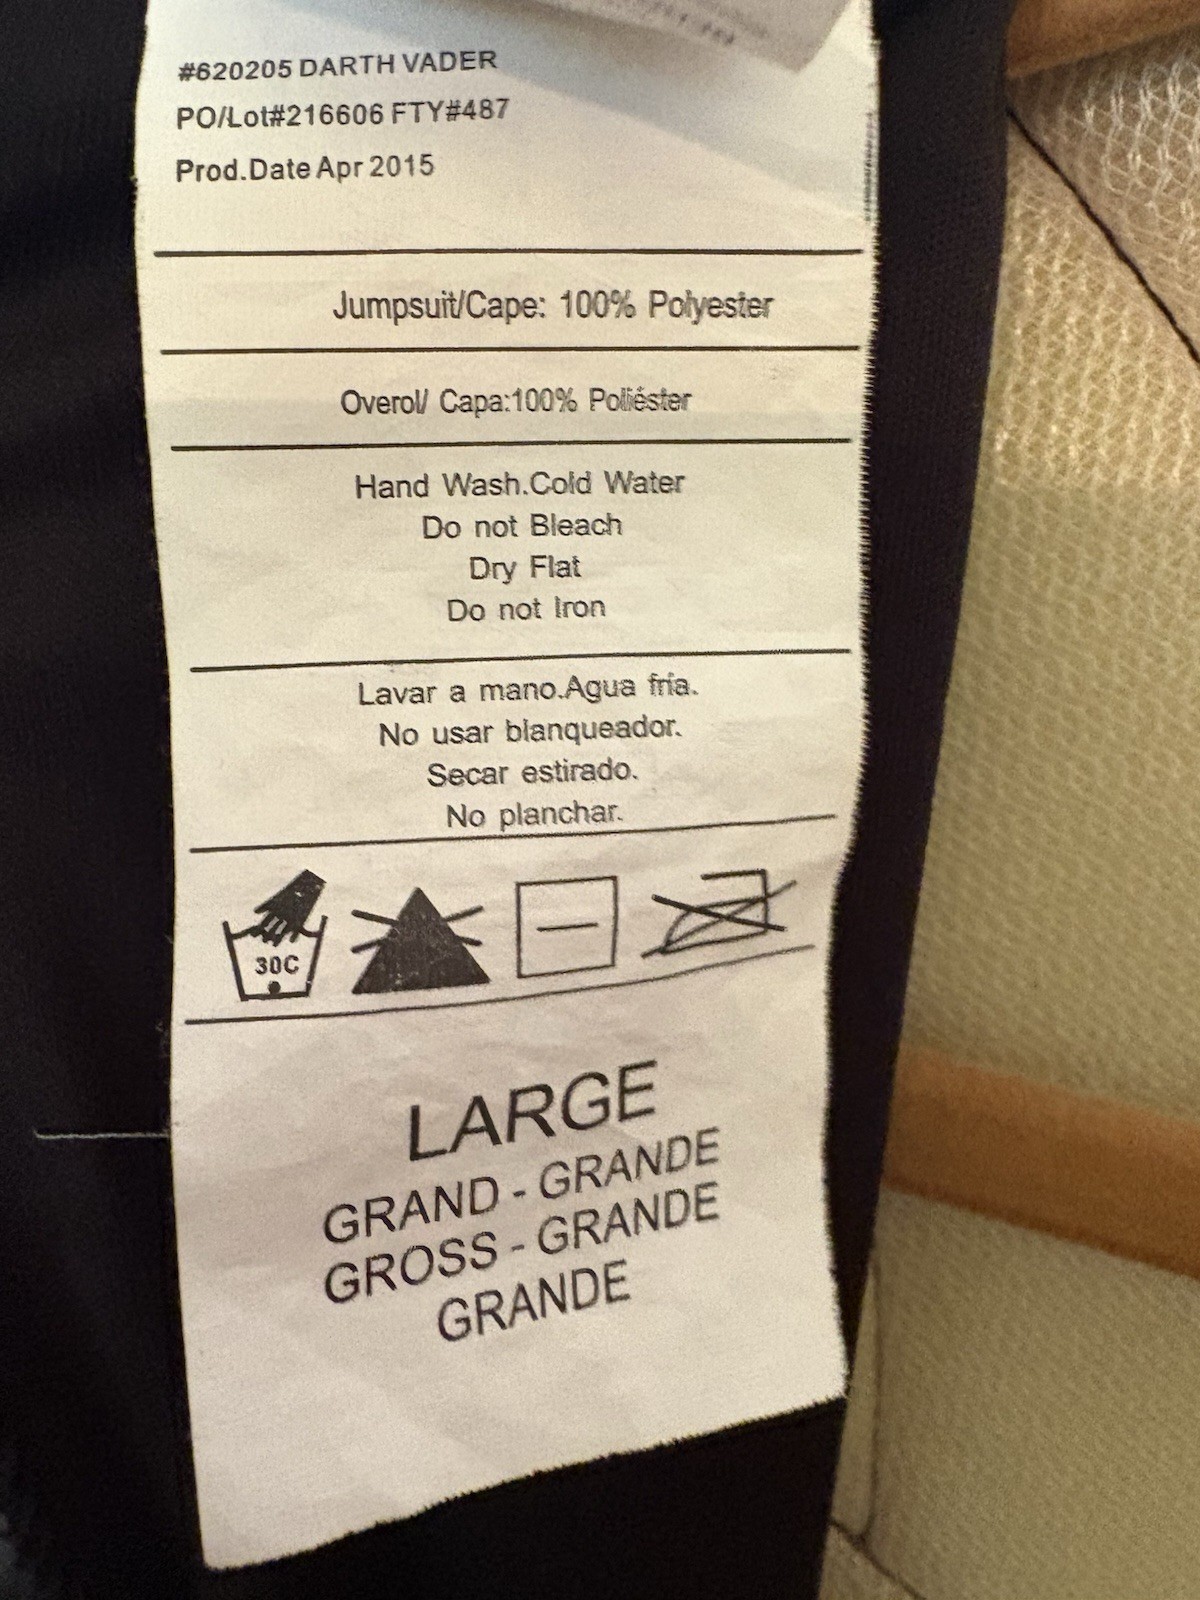 #620205 DARTH VADER
PO/Lot#216606 FTY#487
Prod.Date Apr 2015
Jumpsuit/Cape: 100% Polyester
Overol/ Capa:100% Poliéster
Hand Wash.Cold Water
Do not Bleach
Dry Flat
Do not Iron
Lavar a mano.Agua fría.
No usar blanqueador.
Secar estirado.
No planchar.
30C
LARGE
GRAND - GRANDE
GROSS - GRANDE
GRANDE